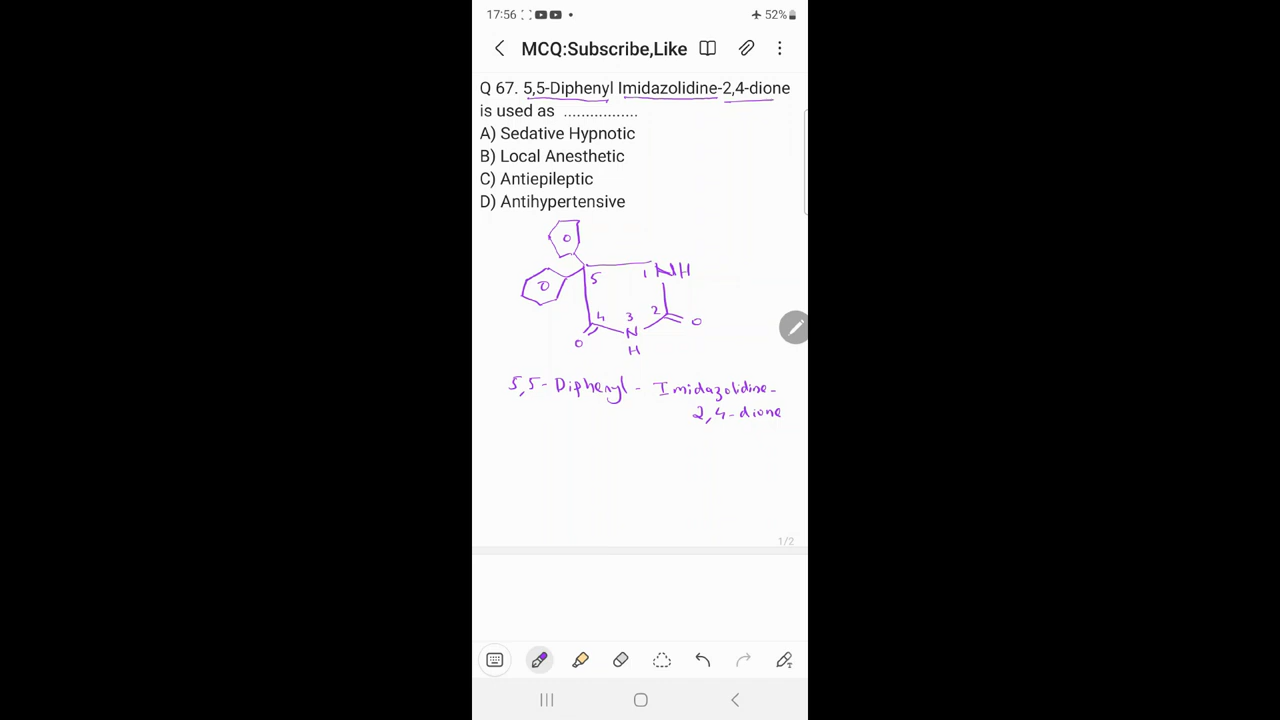 17:56
52%
MCQ:Subscribe,Like
Q 67. 5,5-Diphenyl Imidazolidine-2,4-dione
is used as .................
A) Sedative Hypnotic
B) Local Anesthetic
C) Antiepileptic
D) Antihypertensive
5
1 NH
4
3
2
O
N
O
H
5,5- Diphenyl - Imidazolidine-
2,4-dione
1/2